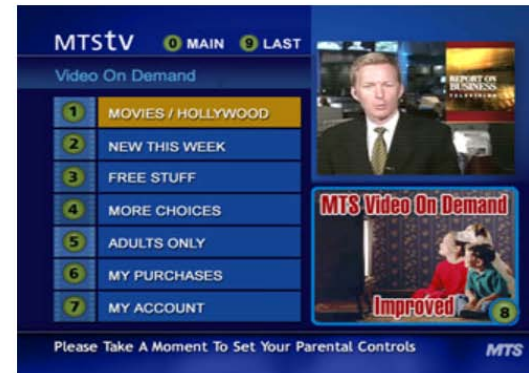 MTStv 0 MAIN 9 LAST
Video On Demand
1 MOVIES / HOLLYWOOD
2 NEW THIS WEEK
3 FREE STUFF
4 MORE CHOICES
5 ADULTS ONLY
6 MY PURCHASES
7 MY ACCOUNT
REPORT ON
BUSINESS
TELEVISION
MTS Video On Demand
Improved 8
Please Take A Moment To Set Your Parental Controls MTS